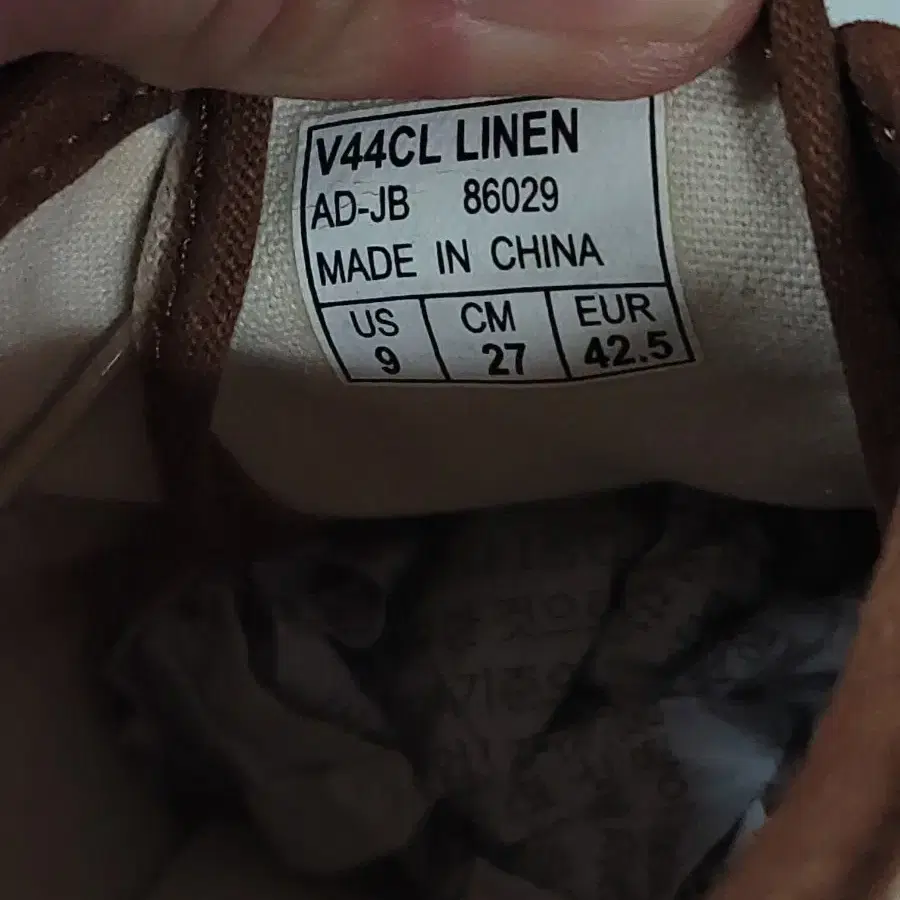 V44CL LINEN
AD-JB 86029
MADE IN CHINA
US CM EUR
9 27 42.5